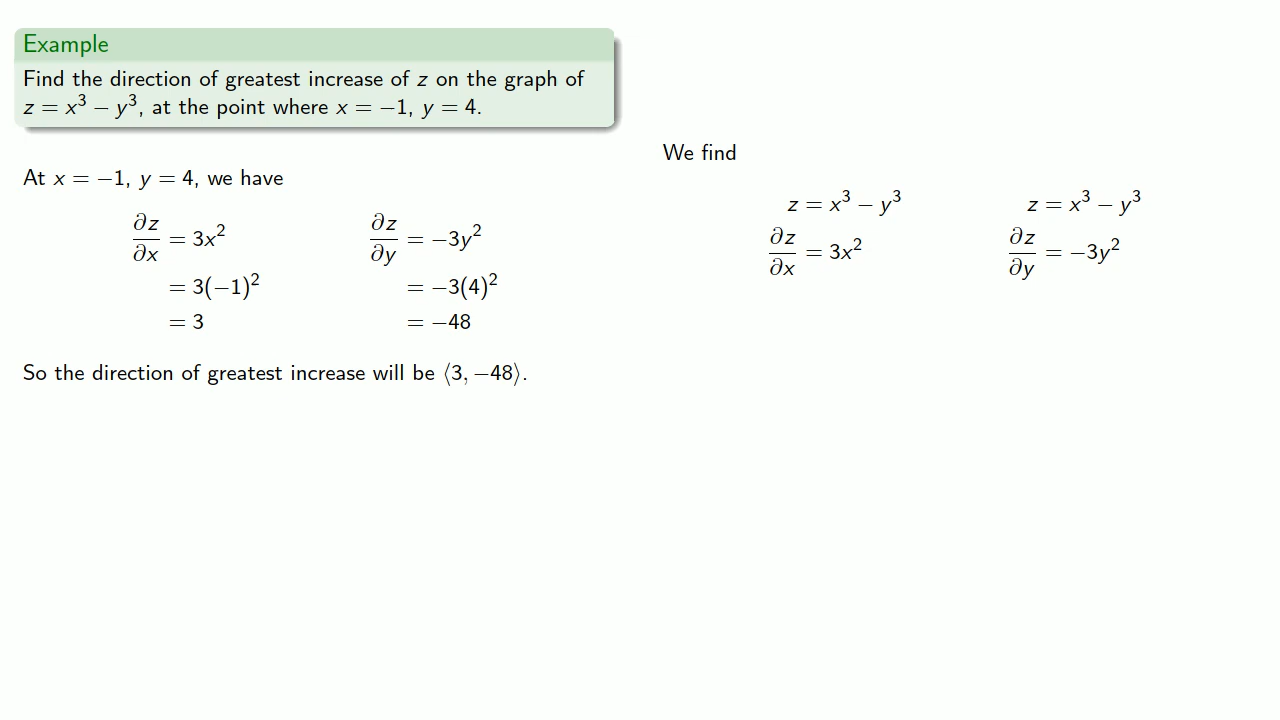 Example
Find the direction of greatest increase of z on the graph of
z = x³ − y³, at the point where x = −1, y = 4.
At x = −1, y = 4, we have
∂z/∂x = 3x²    ∂z/∂y = −3y²
= 3(−1)²    = −3(4)²
= 3    = −48
So the direction of greatest increase will be ⟨3, −48⟩.
We find
z = x³ − y³    z = x³ − y³
∂z/∂x = 3x²    ∂z/∂y = −3y²